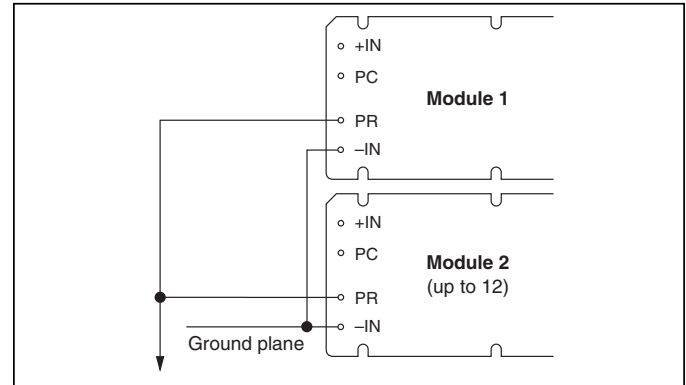 +IN
PC
Module 1
PR
–IN
+IN
PC
Module 2
(up to 12)
PR
–IN
Ground plane